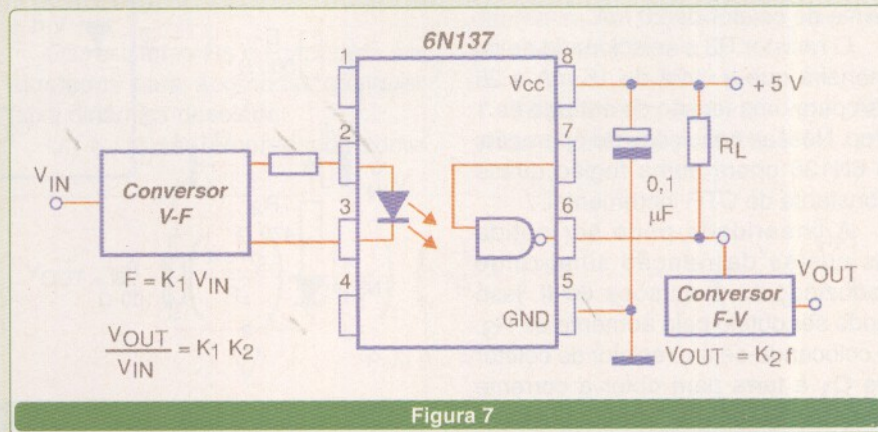 6N137
1
8
Vcc
+ 5 V
2
7
RL
VIN
Conversor
V-F
3
6
0,1
µF
F = K1 VIN
4
5
GND
Conversor
F-V
VOUT
VOUT = K2 f
VOUT
VIN
= K1 K2
Figura 7